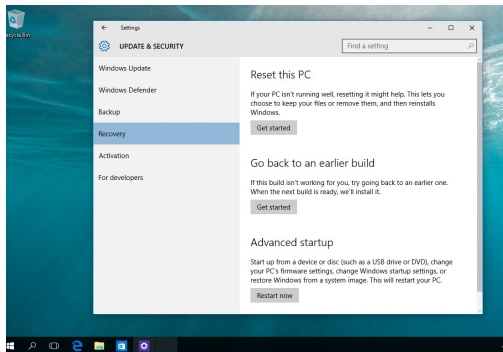 Recycle Bin
Settings
UPDATE & SECURITY
Find a setting
Windows Update
Windows Defender
Backup
Recovery
Activation
For developers
Reset this PC
If your PC isn't running well, resetting it might help. This lets you
choose to keep your files or remove them, and then reinstalls
Windows.
Get started
Go back to an earlier build
If this build isn't working for you, try going back to an earlier one.
When the next build is ready, we'll install it.
Get started
Advanced startup
Start up from a device or disc (such as a USB drive or DVD), change
your PC's firmware settings, change Windows startup settings, or
restore Windows from a system image. This will restart your PC.
Restart now